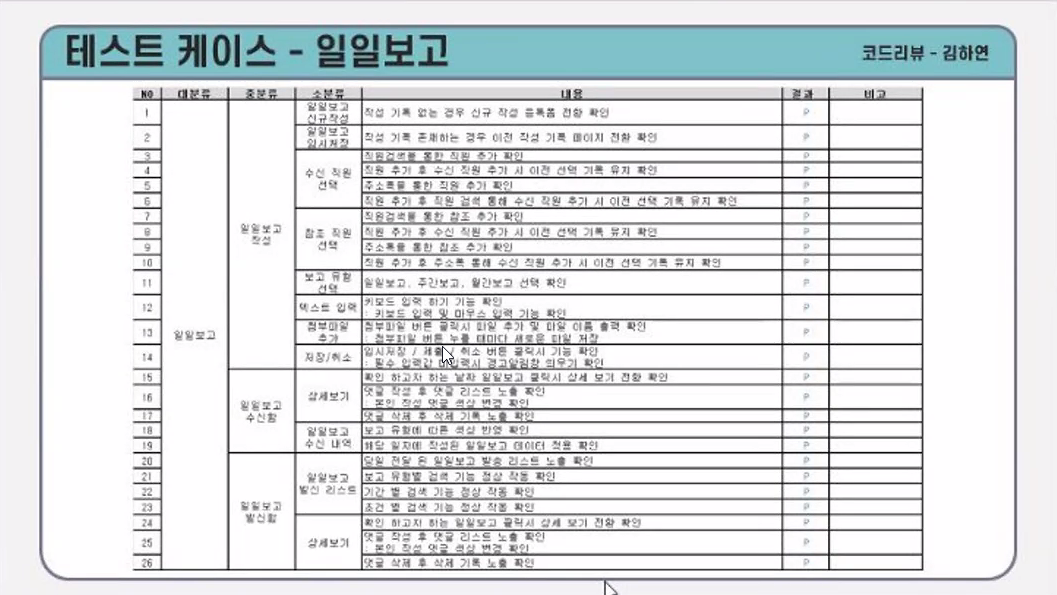 테스트 케이스 - 일일보고
코드리뷰 - 김하연
NO 대분류 중분류 소분류 내용 결과 비고
일일보고
일일보고
작성
1 일일보고
신규작성 작성 기록 없는 경우 신규 작성 등록폼 전환 확인 P
2 일일보고
임시저장 작성 기록 존재하는 경우 이전 작성 기록 페이지 전환 확인 P
수신 직원
선택
3 직원검색을 통한 직원 추가 확인 P
4 직원 추가 후 수신 직원 추가 시 이전 선택 기록 유지 확인 P
5 주소록을 통한 직원 추가 확인 P
6 직원 추가 후 직원 검색 통해 수신 직원 추가 시 이전 선택 기록 유지 확인 P
참조 직원
선택
7 직원검색을 통한 참조 추가 확인 P
8 직원 추가 후 수신 직원 추가 시 이전 선택 기록 유지 확인 P
9 주소록을 통한 참조 추가 확인 P
10 직원 추가 후 주소록 통해 수신 직원 추가 시 이전 선택 기록 유지 확인 P
11 보고 유형
선택 일일보고, 주간보고, 월간보고 선택 확인 P
12 텍스트 입력 키보드 입력 하기 기능 확인
: 키보드 입력 및 마우스 입력 기능 확인 P
13 첨부파일
추가 첨부파일 버튼 클릭시 파일 추가 및 파일 이름 출력 확인
: 첨부파일 버튼 누를 때마다 새로운 파일 저장 P
14 저장/취소 임시저장 / 제출 / 취소 버튼 클릭시 기능 확인
: 필수 입력값 미입력시 경고알림창 띄우기 확인 P
일일보고
수신함
상세보기
15 확인 하고자 하는 날짜 일일보고 클릭시 상세 보기 전환 확인 P
16 댓글 작성 후 댓글 리스트 노출 확인
: 본인 작성 댓글 색상 변경 확인 P
17 댓글 삭제 후 삭제 기록 노출 확인 P
일일보고
수신 내역
18 보고 유형에 따른 색상 반영 확인 P
19 해당 일자에 작성된 일일보고 데이터 적용 확인 P
일일보고
발신함
일일보고
발신 리스트
20 당일 전달 된 일일보고 발송 리스트 노출 확인 P
21 보고 유형별 검색 기능 정상 작동 확인 P
22 기간 별 검색 기능 정상 작동 확인 P
23 조건 별 검색 기능 정상 작동 확인 P
상세보기
24 확인 하고자 하는 일일보고 클릭시 상세 보기 전환 확인 P
25 댓글 작성 후 댓글 리스트 노출 확인
: 본인 작성 댓글 색상 변경 확인 P
26 댓글 삭제 후 삭제 기록 노출 확인 P